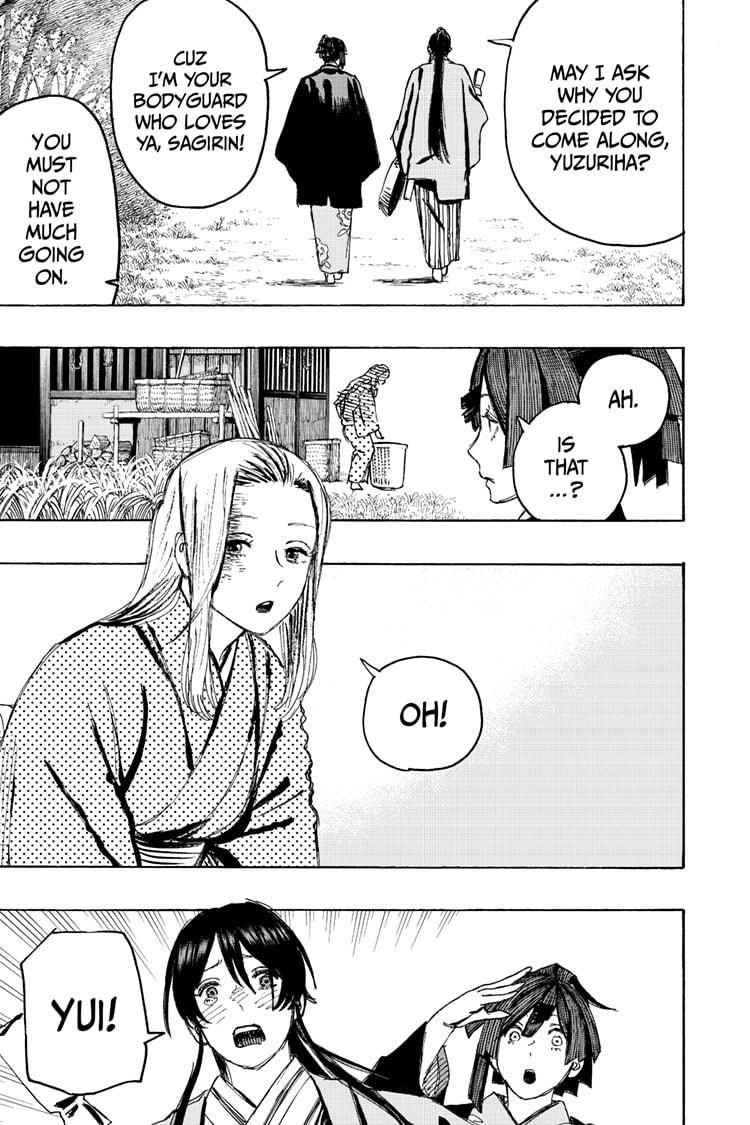 MAY I ASK
WHY YOU
DECIDED TO
COME ALONG,
YUZURIHA?
CUZ
I'M YOUR
BODYGUARD
WHO LOVES
YA, SAGIRIN!
YOU
MUST
NOT
HAVE
MUCH
GOING
ON.
AH.
IS
THAT
...?
OH!
YUI!